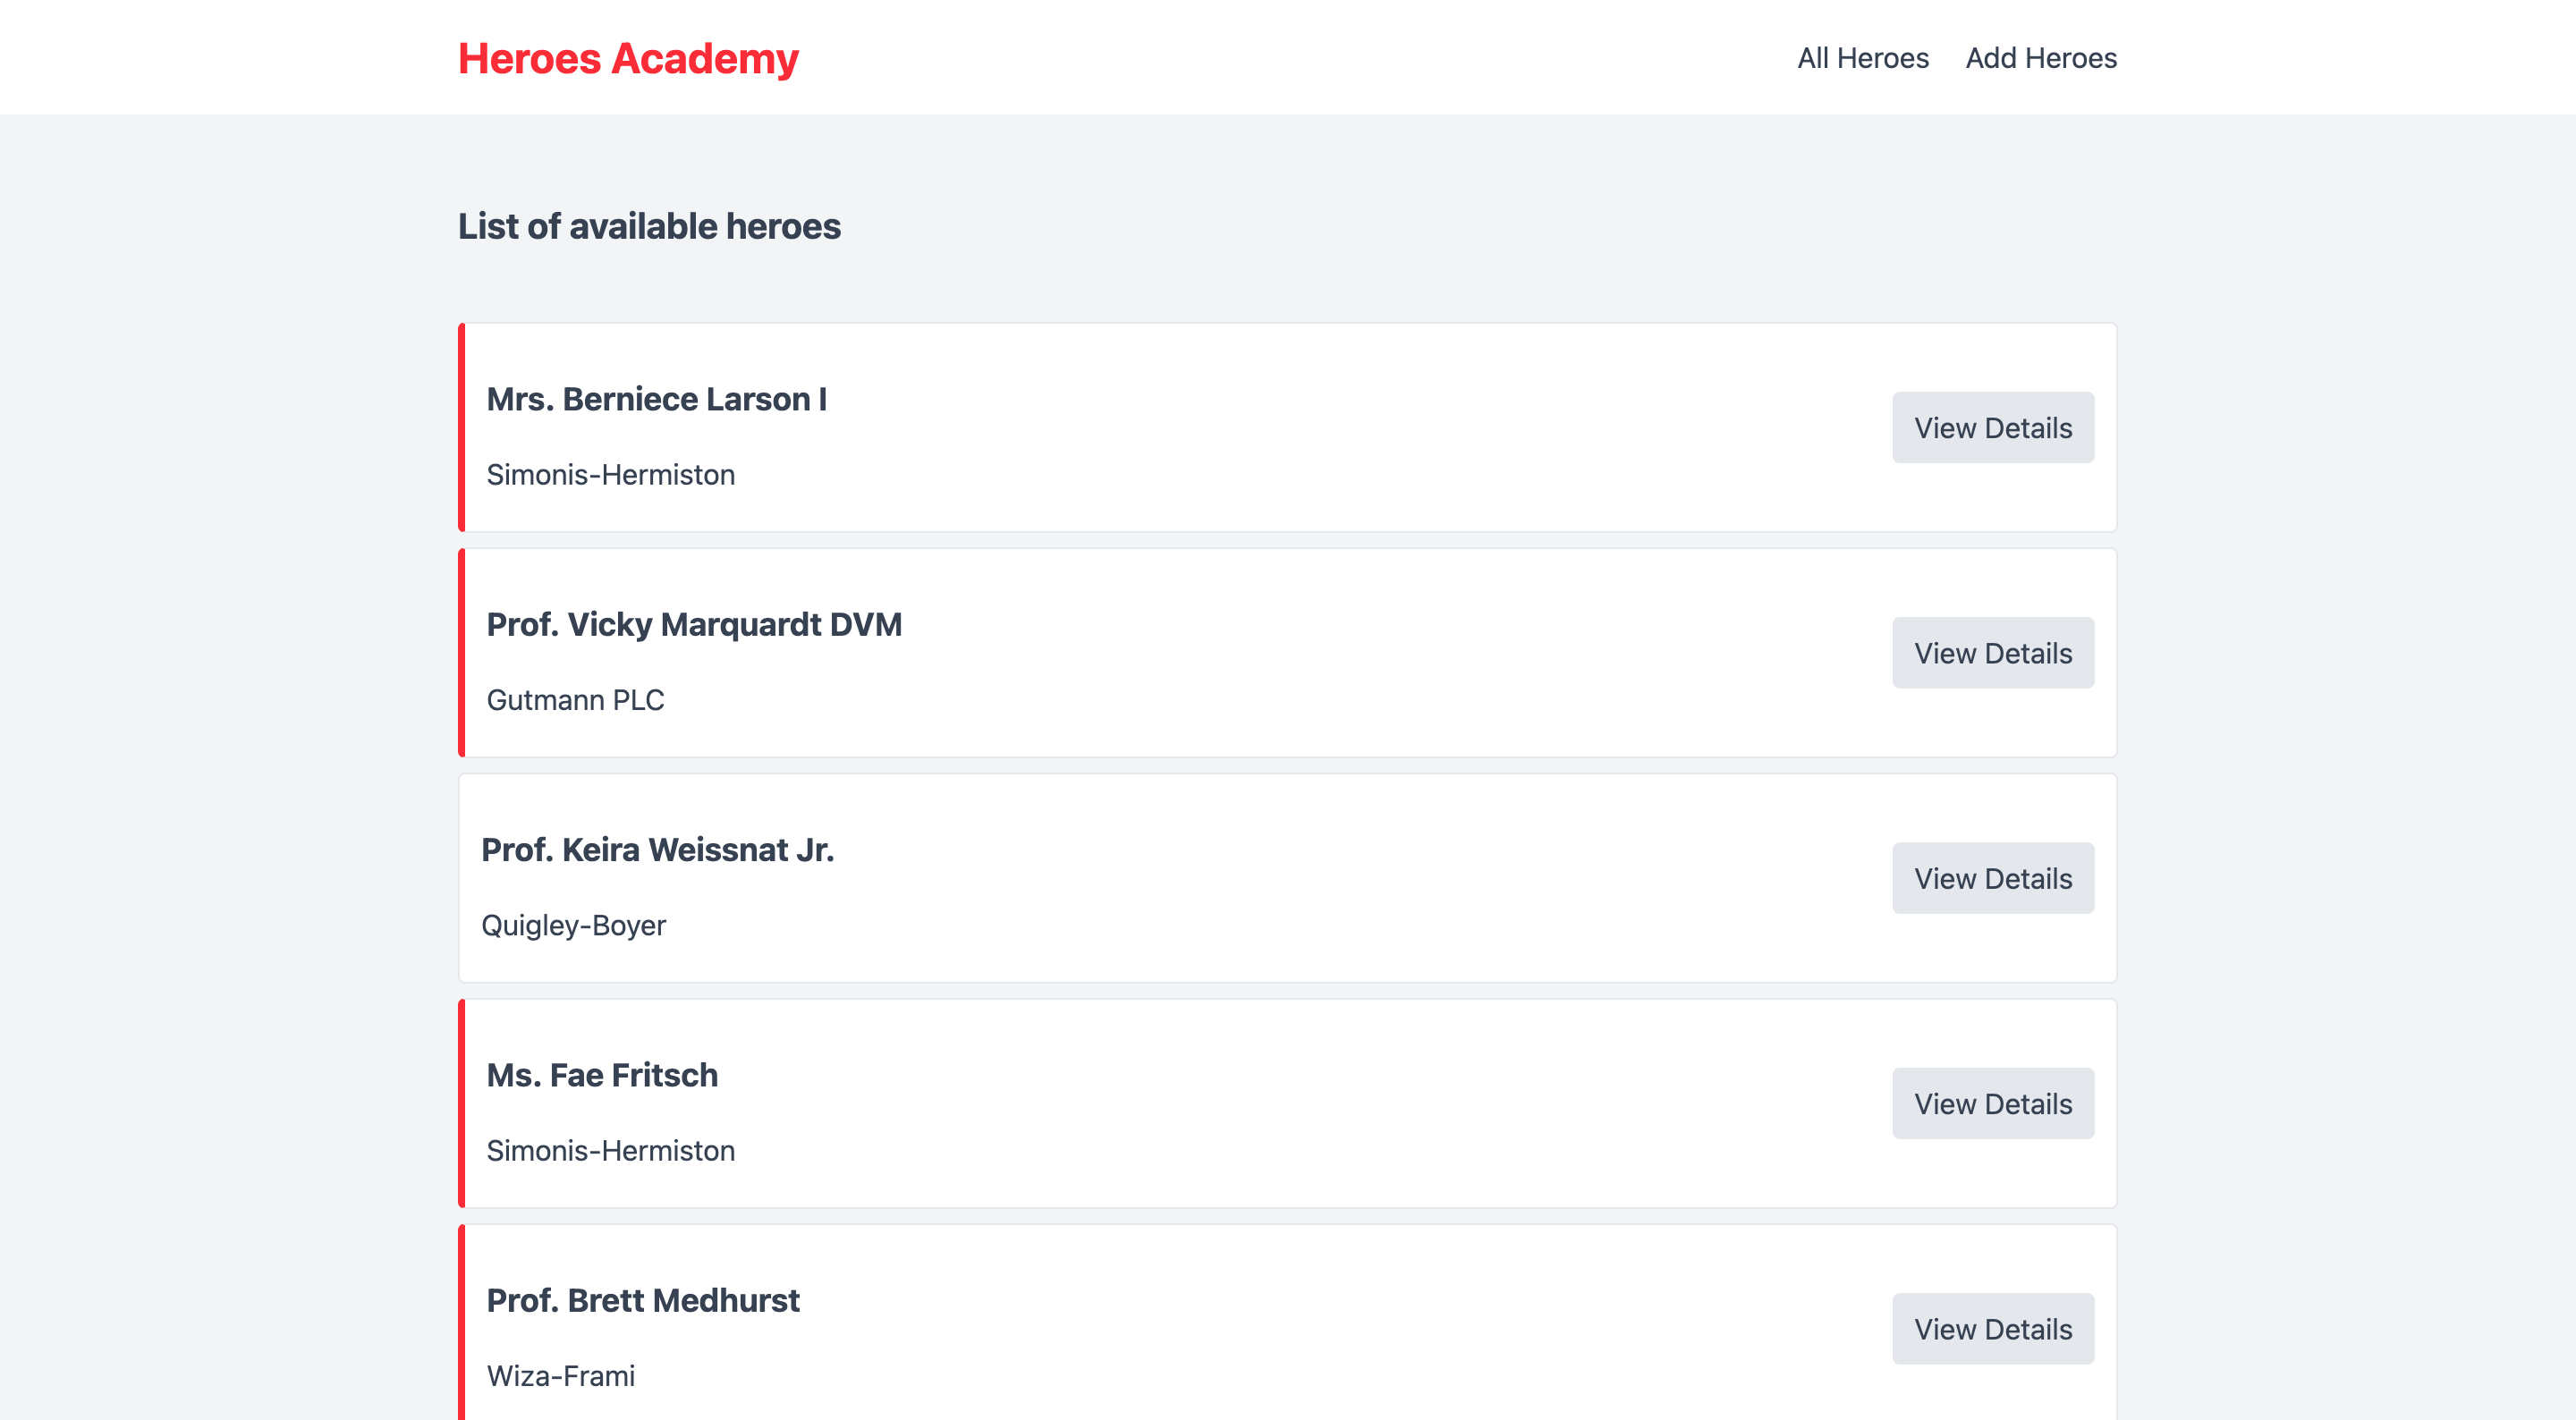 Heroes Academy
All Heroes Add Heroes
List of available heroes
Mrs. Berniece Larson I
View Details
Simonis-Hermiston
Prof. Vicky Marquardt DVM
View Details
Gutmann PLC
Prof. Keira Weissnat Jr.
View Details
Quigley-Boyer
Ms. Fae Fritsch
View Details
Simonis-Hermiston
Prof. Brett Medhurst
View Details
Wiza-Frami